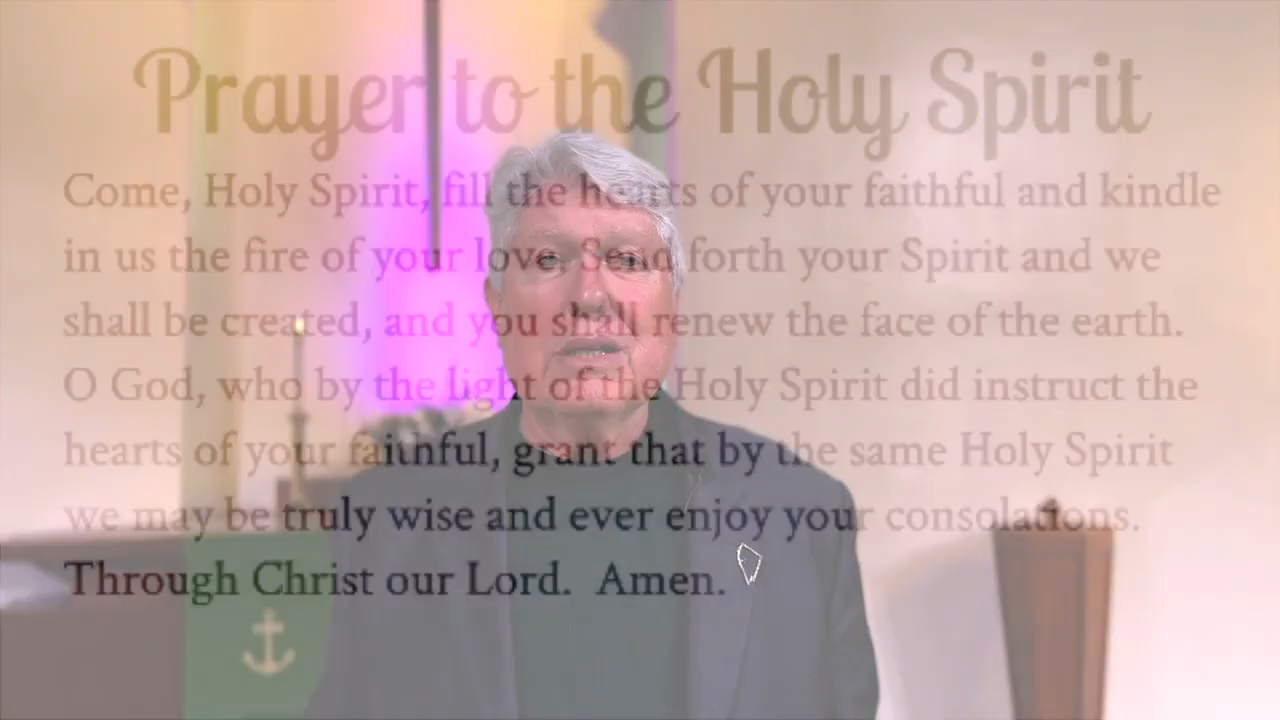 Prayer to the Holy Spirit
Come, Holy Spirit, fill the hearts of your faithful and kindle
in us the fire of your love. Send forth your Spirit and we
shall be created, and you shall renew the face of the earth.
O God, who by the light of the Holy Spirit did instruct the
hearts of your faithful, grant that by the same Holy Spirit
we may be truly wise and ever enjoy your consolations.
Through Christ our Lord.  Amen.